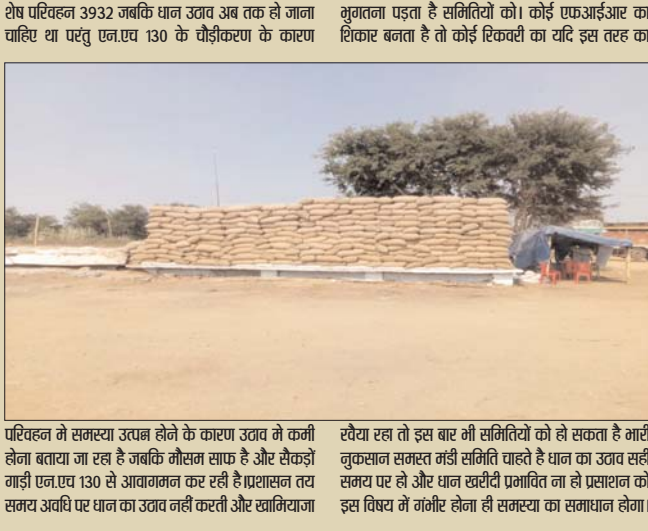 शेष परिवहन 3932 जबकि धान उठाव अब तक हो जाना
चाहिए था परंतु एन.एच 130 के चौड़ीकरण के कारण
परिवहन मे समस्या उत्पन्न होने के कारण उठाव मे कमी
होना बताया जा रहा है जबकि मौसम साफ है और सैकड़ों
गाड़ी एन.एच 130 से आवागमन कर रही है।प्रशासन तय
समय अवधि पर धान का उठाव नहीं करती और खामियाजा
भुगतना पड़ता है समितियों को। कोई एफआईआर का
शिकार बनता है तो कोई रिकवरी का यदि इस तरह का
रवैया रहा तो इस बार भी समितियों को हो सकता है भारी
नुकसान समस्त मंडी समिति चाहते है धान का उठाव सही
समय पर हो और धान खरीदी प्रभावित ना हो प्रसाशन को
इस विषय में गंभीर होना ही समस्या का समाधान होगा।